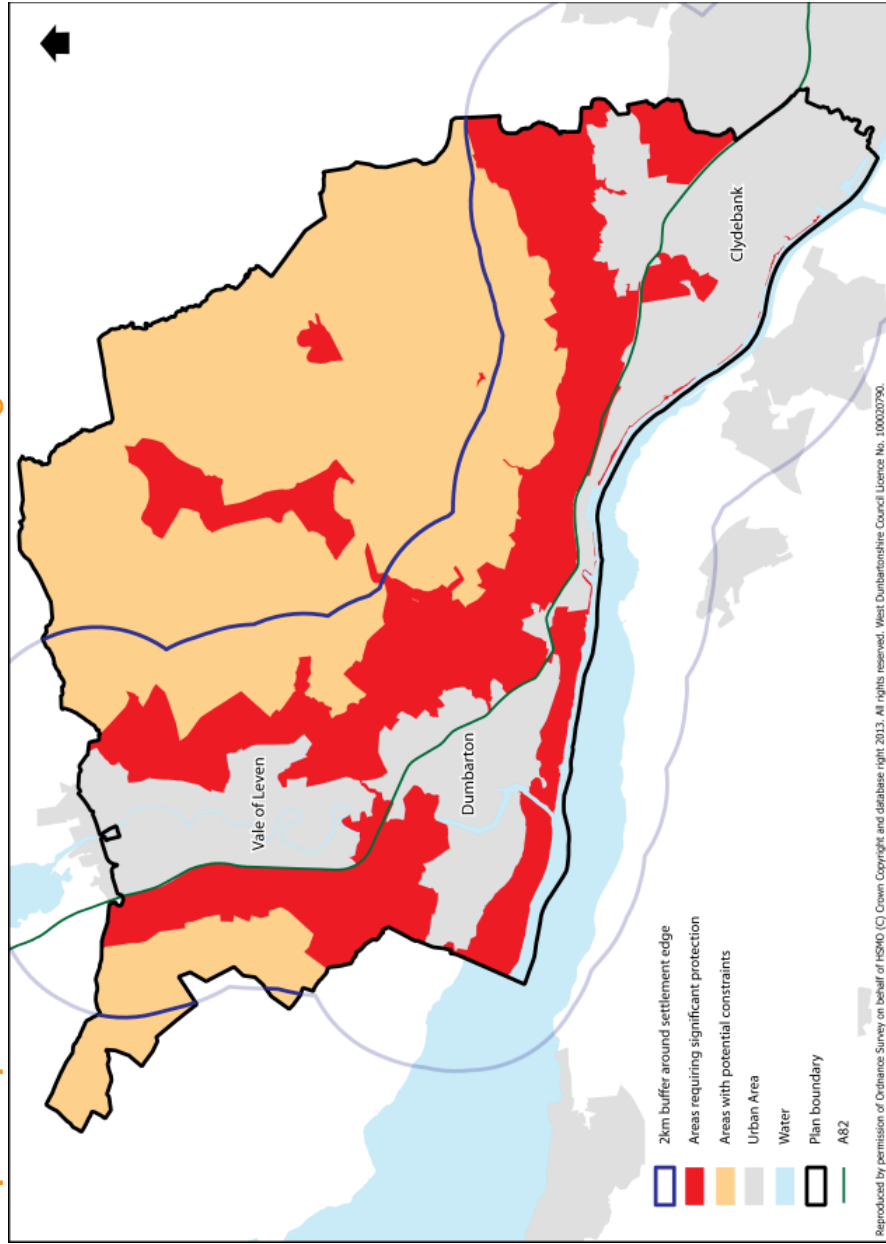 Vale of Leven
Dumbarton
Clydebank
2km buffer around settlement edge
Areas requiring significant protection
Areas with potential constraints
Urban Area
Water
Plan boundary
A82
Reproduced by permission of Ordnance Survey on behalf of HSMO (C) Crown Copyright and database right 2013. All rights reserved. West Dunbartonshire Council Licence No. 100020790.